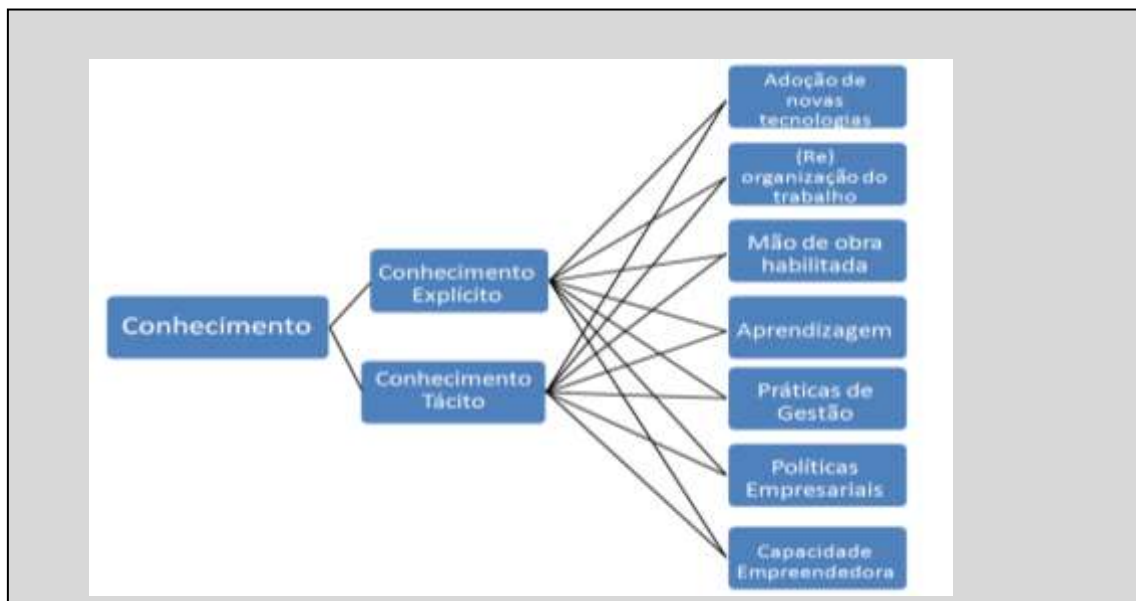 Conhecimento
Conhecimento
Explícito
Conhecimento
Tácito
Adoção de
novas
tecnologias
(Re)
organização do
trabalho
Mão de obra
habilitada
Aprendizagem
Práticas de
Gestão
Políticas
Empresariais
Capacidade
Empreendedora